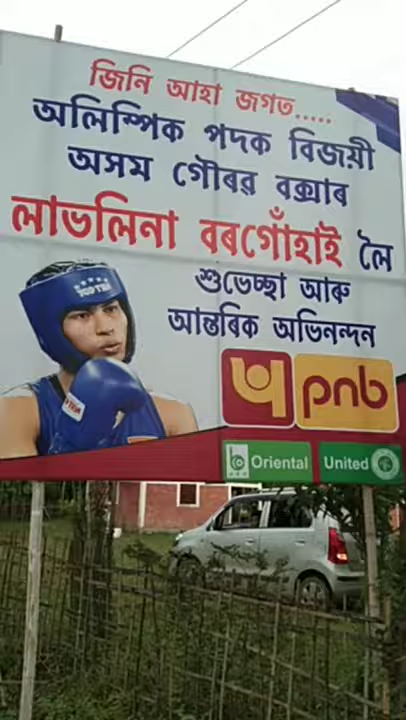 জিনি আহা জগত.....
অলিম্পিক পদক বিজয়ী
অসম গৌৰৱ বক্সাৰ
লাভলিনা বৰগোঁহাই লৈ
শুভেচ্ছা আৰু
আন্তৰিক অভিনন্দন
pnb
Oriental United